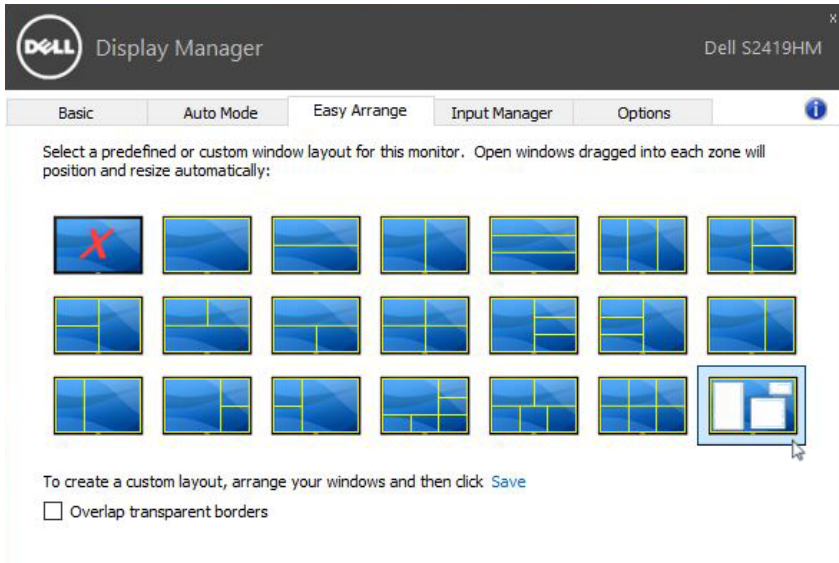 x
DELL Display Manager Dell S2419HM
Basic Auto Mode Easy Arrange Input Manager Options
Select a predefined or custom window layout for this monitor. Open windows dragged into each zone will
position and resize automatically:
To create a custom layout, arrange your windows and then click Save
Overlap transparent borders